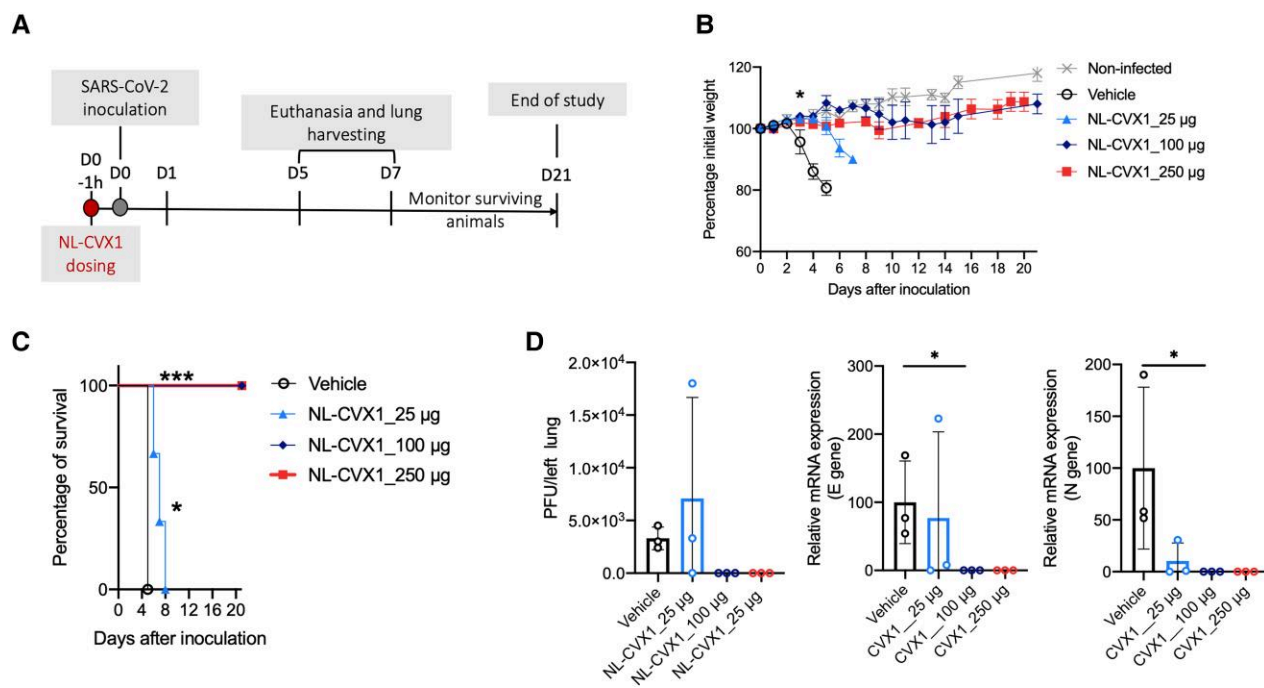 A
SARS-CoV-2
inoculation
Euthanasia and lung
harvesting
End of study
D0
-1h
D0
D1
D5
D7
D21
Monitor surviving
animals
NL-CVX1
dosing
B
Percentage initial weight
120
100
80
60
*
0 2 4 6 8 10 12 14 16 18 20
Days after inoculation
Non-infected
Vehicle
NL-CVX1_25 µg
NL-CVX1_100 µg
NL-CVX1_250 µg
C
Percentage of survival
100
50
0
***
*
0 4 8 12 16 21
Days after inoculation
Vehicle
NL-CVX1_25 µg
NL-CVX1_100 µg
NL-CVX1_250 µg
D
PFU/left lung
2.0×10⁴
1.5×10⁴
1.0×10⁴
5.0×10³
0.0
Vehicle
NL-CVX1_25 µg
NL-CVX1_100 µg
NL-CVX1_25 µg
Relative mRNA expression
(E gene)
300
200
100
0
*
Vehicle
CVX1__25 µg
CVX1__100 µg
CVX1_250 µg
Relative mRNA expression
(N gene)
200
150
100
50
0
*
Vehicle
CVX1__25 µg
CVX1__100 µg
CVX1_250 µg